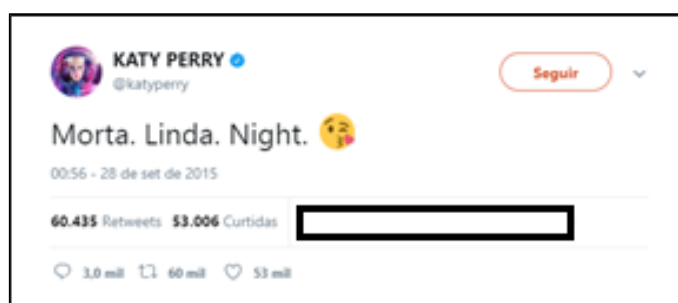 KATY PERRY
@katyperry
Seguir
Morta. Linda. Night. 😘
00:56 - 28 de set de 2015
60.435 Retweets 53.006 Curtidas
3,0 mil 60 mil 53 mil